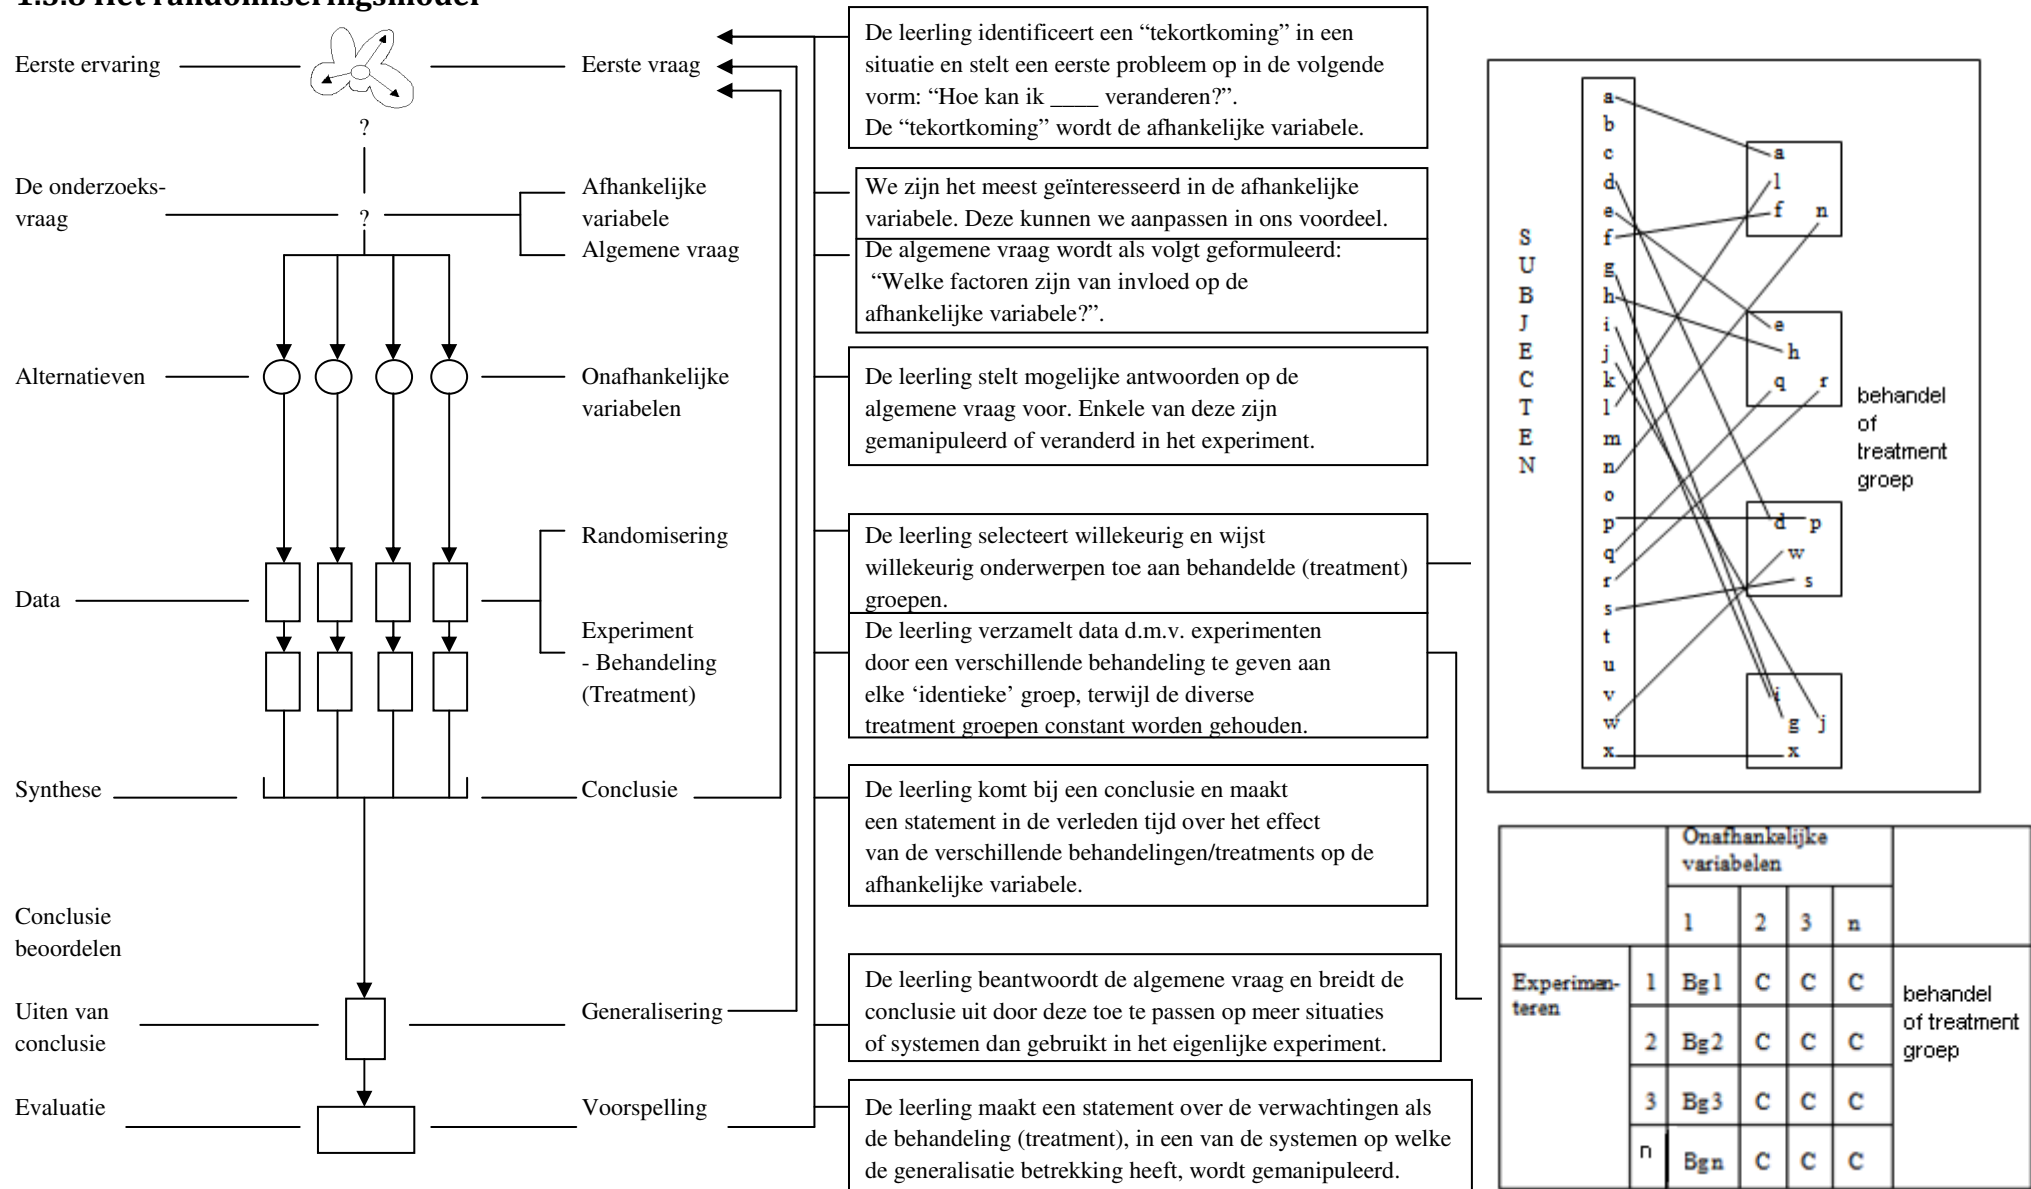 1.3.8 Het randomiseringsmodel
Eerste ervaring
Eerste vraag
?
De onderzoeks-
vraag
?
Afhankelijke
variabele
Algemene vraag
Alternatieven
Onafhankelijke
variabelen
Data
Randomisering
Experiment
- Behandeling
(Treatment)
Synthese
Conclusie
Conclusie
beoordelen
Uiten van
conclusie
Generalisering
Evaluatie
Voorspelling
De leerling identificeert een “tekortkoming” in een
situatie en stelt een eerste probleem op in de volgende
vorm: “Hoe kan ik ____ veranderen?”.
De “tekortkoming” wordt de afhankelijke variabele.
We zijn het meest geïnteresseerd in de afhankelijke
variabele. Deze kunnen we aanpassen in ons voordeel.
De algemene vraag wordt als volgt geformuleerd:
“Welke factoren zijn van invloed op de
afhankelijke variabele?”.
De leerling stelt mogelijke antwoorden op de
algemene vraag voor. Enkele van deze zijn
gemanipuleerd of veranderd in het experiment.
De leerling selecteert willekeurig en wijst
willekeurig onderwerpen toe aan behandelde (treatment)
groepen.
De leerling verzamelt data d.m.v. experimenten
door een verschillende behandeling te geven aan
elke ‘identieke’ groep, terwijl de diverse
treatment groepen constant worden gehouden.
De leerling komt bij een conclusie en maakt
een statement in de verleden tijd over het effect
van de verschillende behandelingen/treatments op de
afhankelijke variabele.
De leerling beantwoordt de algemene vraag en breidt de
conclusie uit door deze toe te passen op meer situaties
of systemen dan gebruikt in het eigenlijke experiment.
De leerling maakt een statement over de verwachtingen als
de behandeling (treatment), in een van de systemen op welke
de generalisatie betrekking heeft, wordt gemanipuleerd.
S
U
B
J
E
C
T
E
N
a
b
c
d
e
f
g
h
i
j
k
l
m
n
o
p
q
r
s
t
u
v
w
x
a
l
f n
e
h
q r
d p
w
s
i
g j
x
behandel
of
treatment
groep
Onafhankelijke
variabelen
1 2 3 n
Experimen-
teren
1 Bg1 C C C
2 Bg2 C C C
3 Bg3 C C C
n Bgn C C C
behandel
of treatment
groep